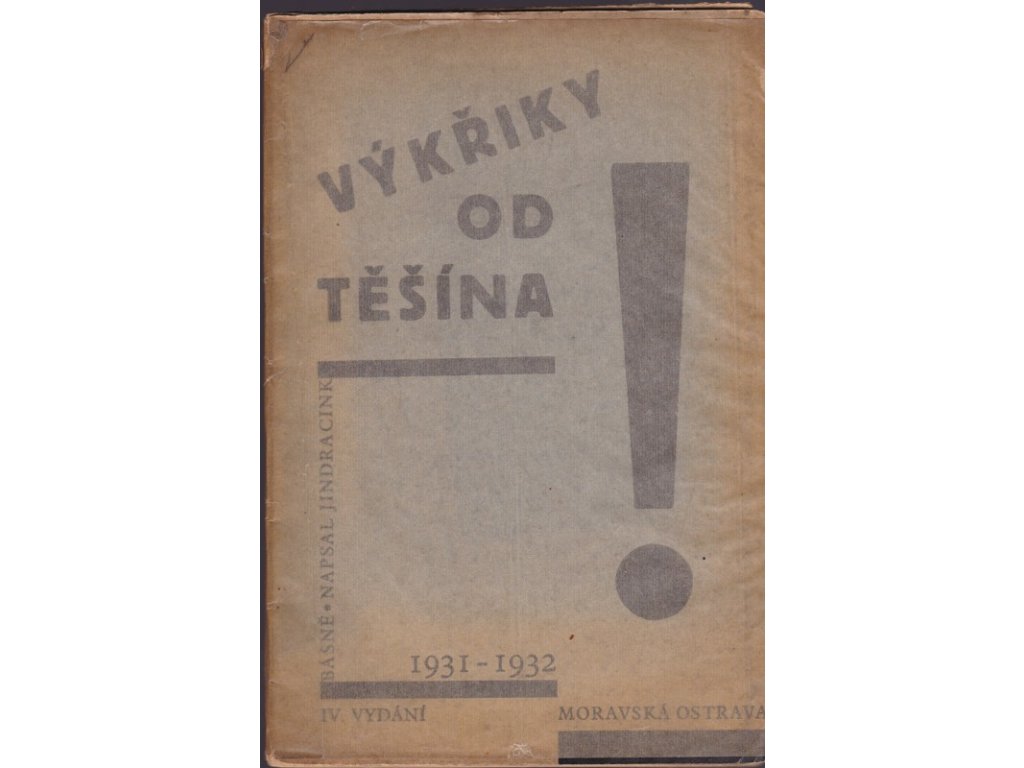 VÝKŘIKY
OD
TĚŠÍNA
!
BÁSNĚ • NAPSAL JINDRACINK
1931 - 1932
IV. VYDÁNÍ
MORAVSKÁ OSTRAVA